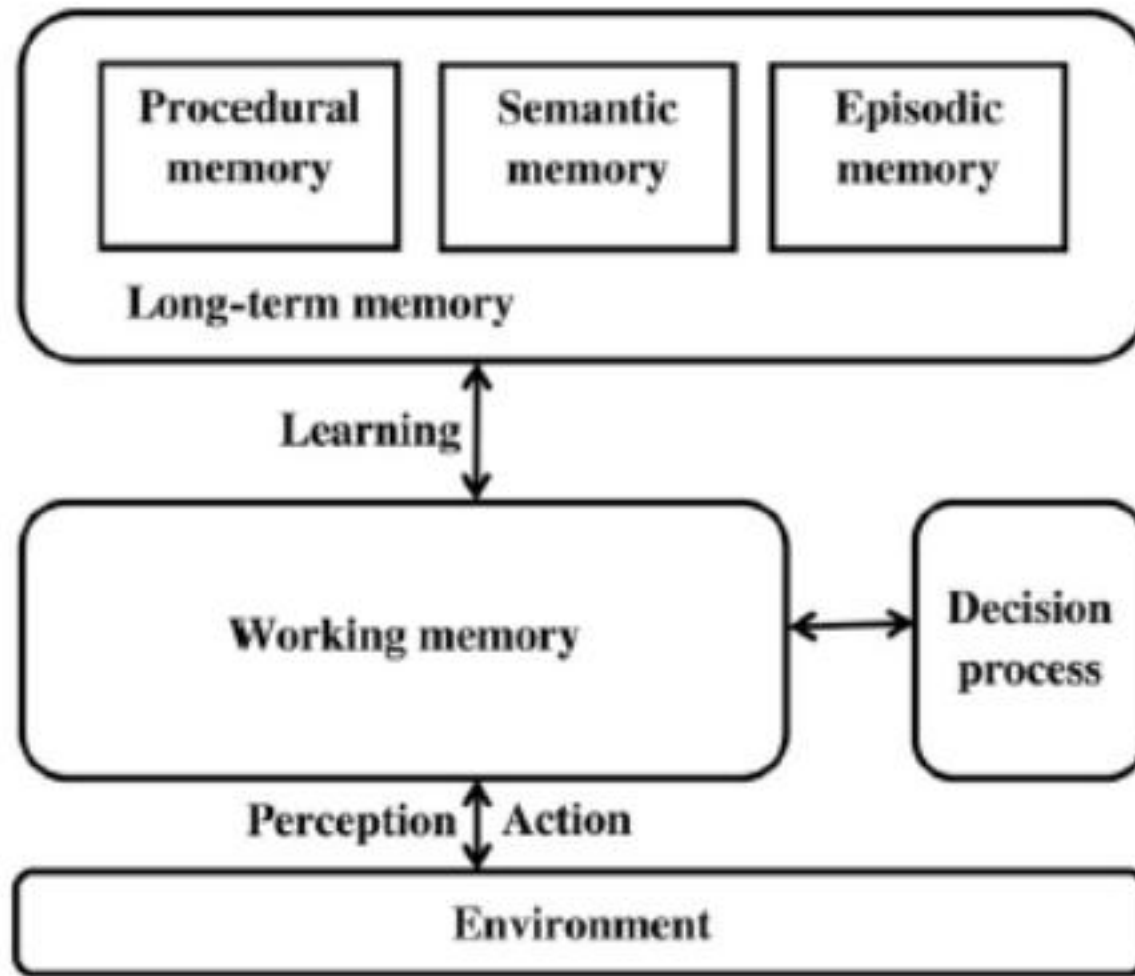 Procedural
memory
Semantic
memory
Episodic
memory
Long-term memory
Learning
Working memory
Decision
process
Perception
Action
Environment